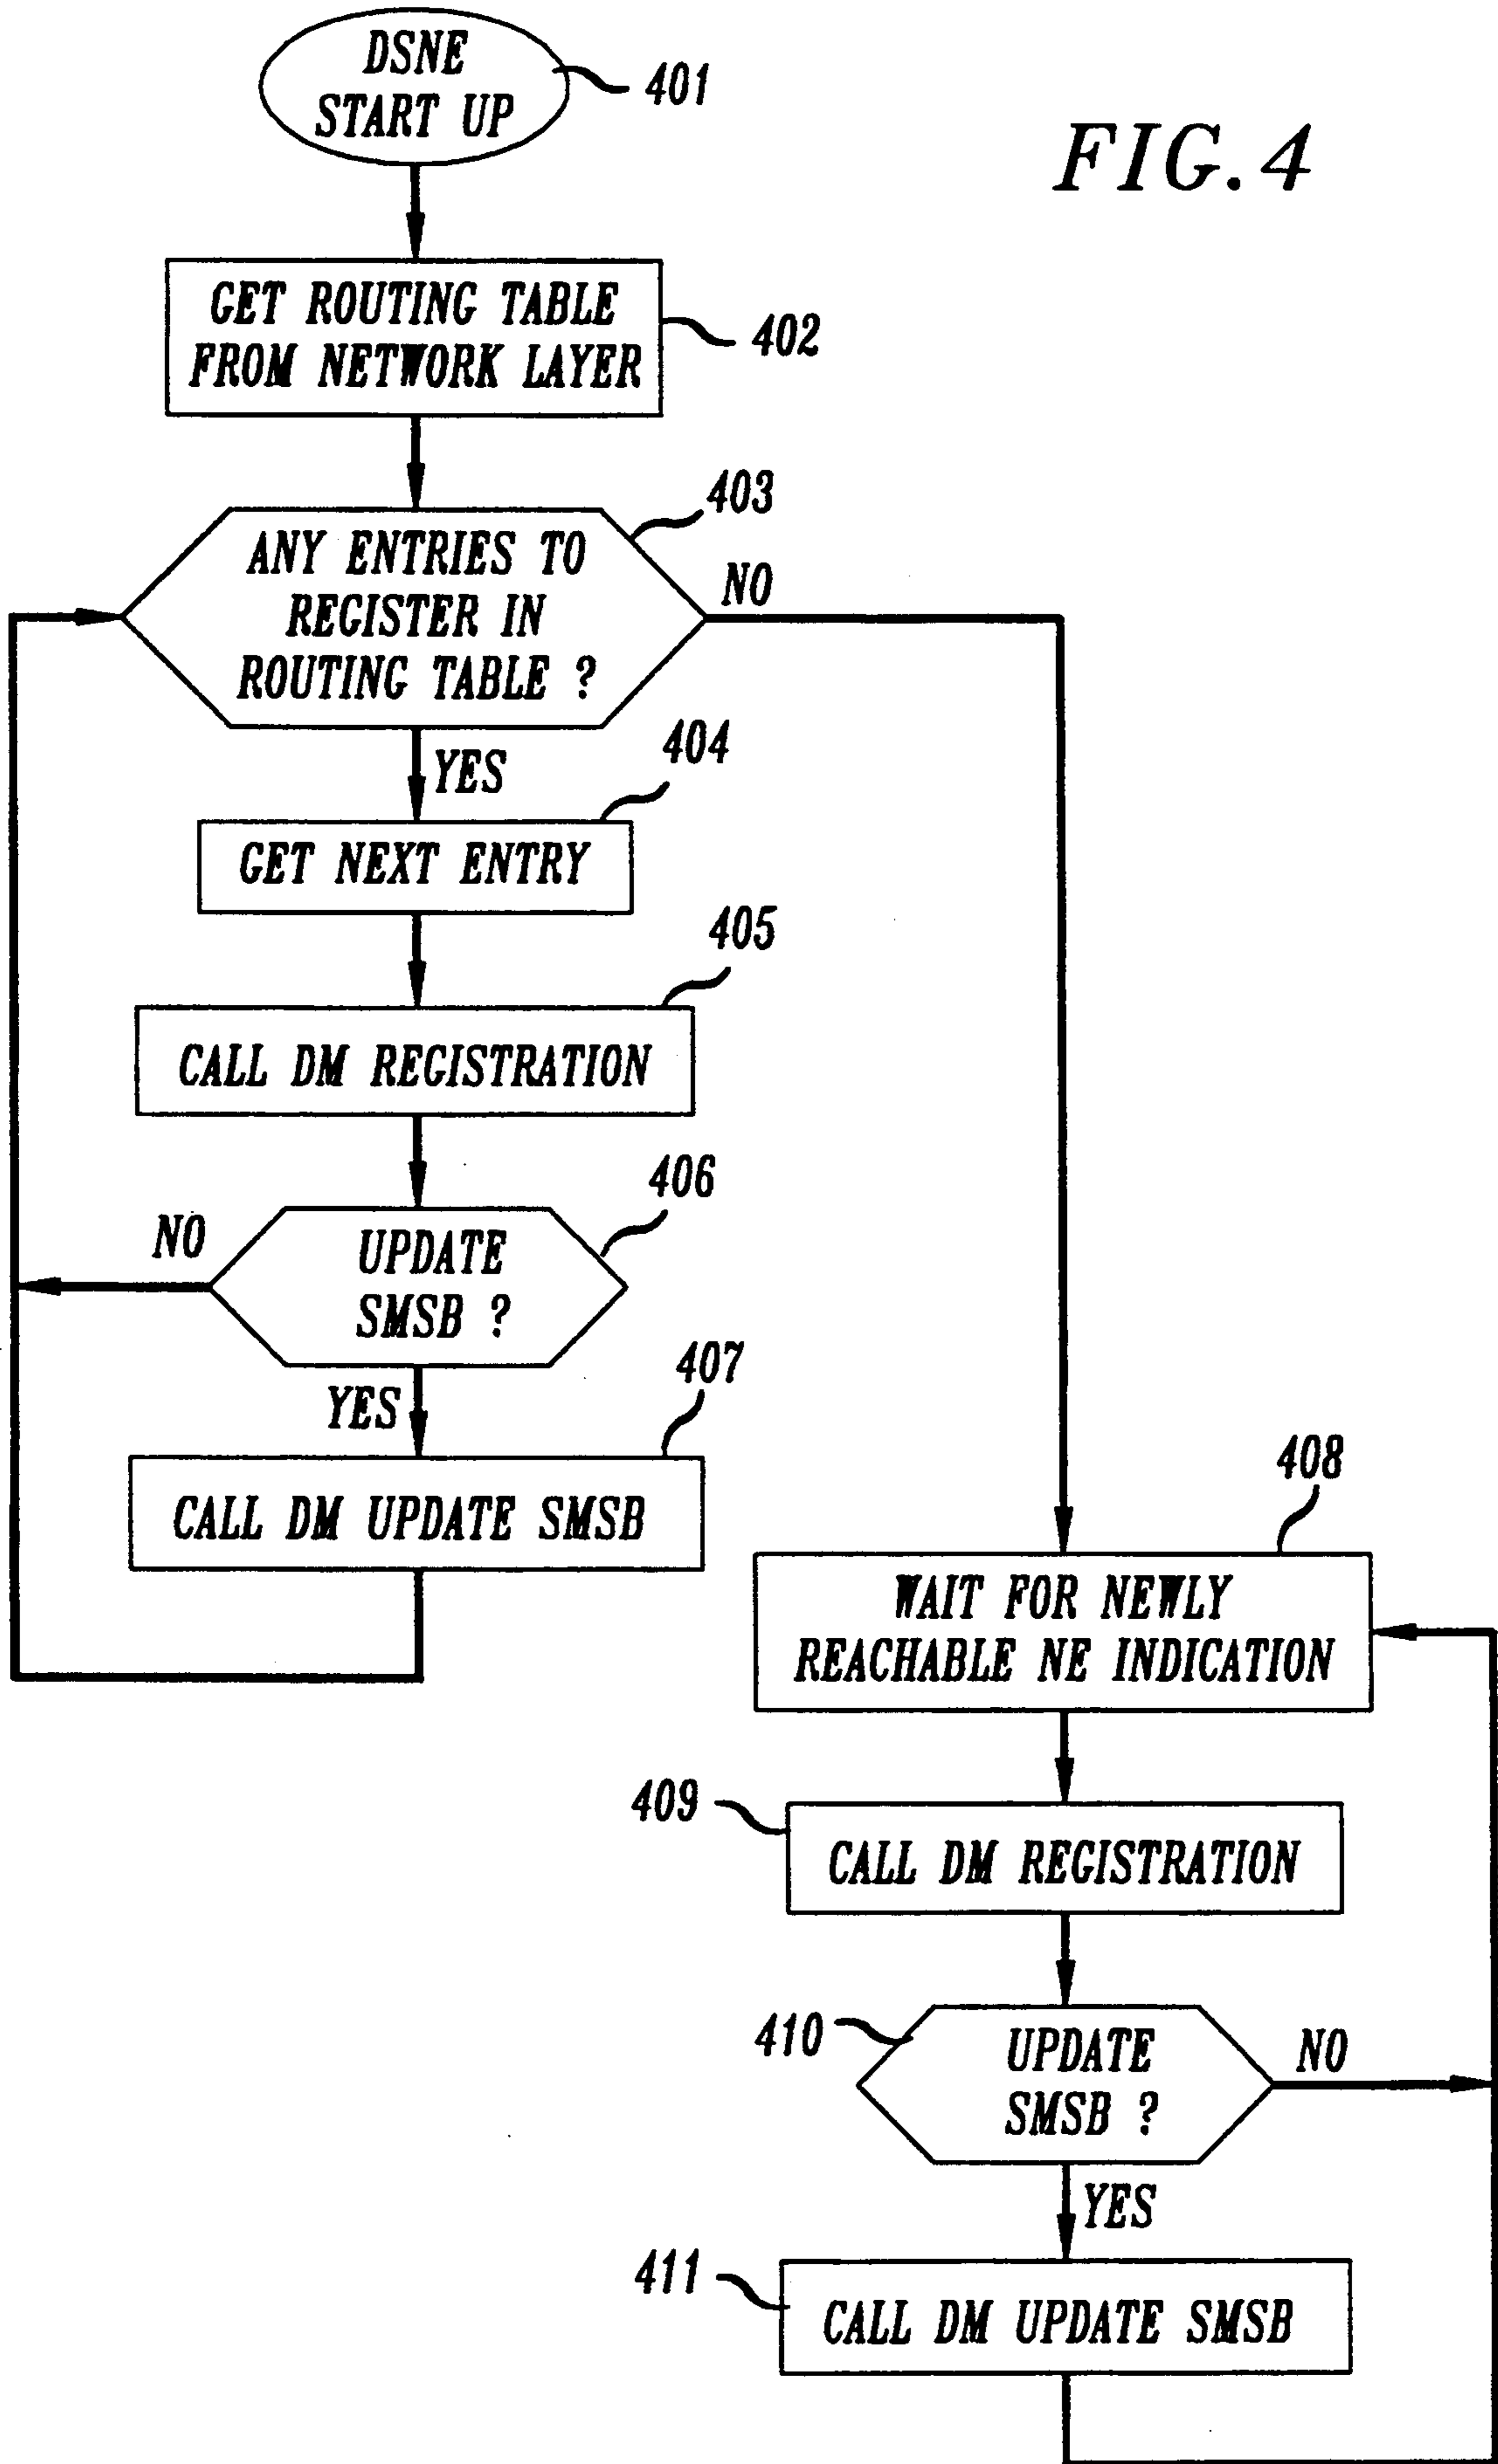 DSNE
START UP
401
FIG. 4
GET ROUTING TABLE
FROM NETWORK LAYER
402
403
ANY ENTRIES TO
REGISTER IN
ROUTING TABLE ?
NO
YES
404
GET NEXT ENTRY
405
CALL DM REGISTRATION
406
NO
UPDATE
SMSB ?
YES
407
CALL DM UPDATE SMSB
408
WAIT FOR NEWLY
REACHABLE NE INDICATION
409
CALL DM REGISTRATION
410
UPDATE
SMSB ?
NO
YES
411
CALL DM UPDATE SMSB